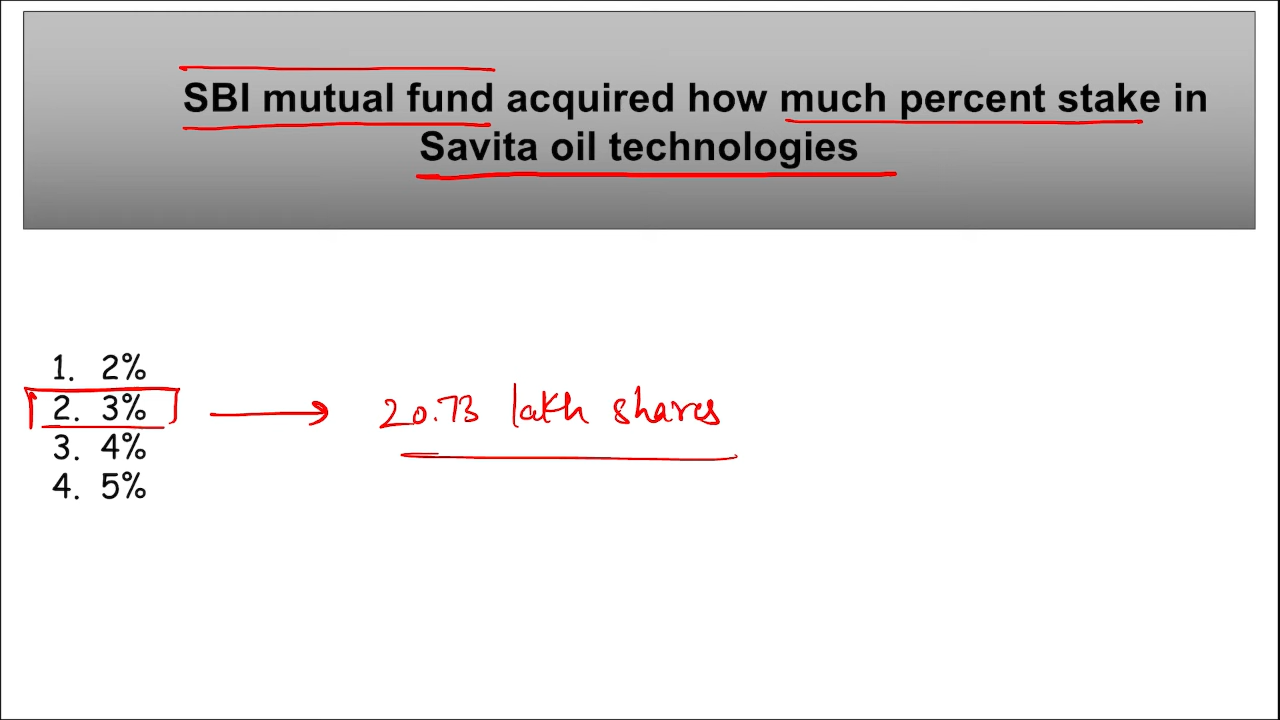 SBI mutual fund acquired how much percent stake in
Savita oil technologies
1. 2%
2. 3%
20.73 lakh shares
3. 4%
4. 5%